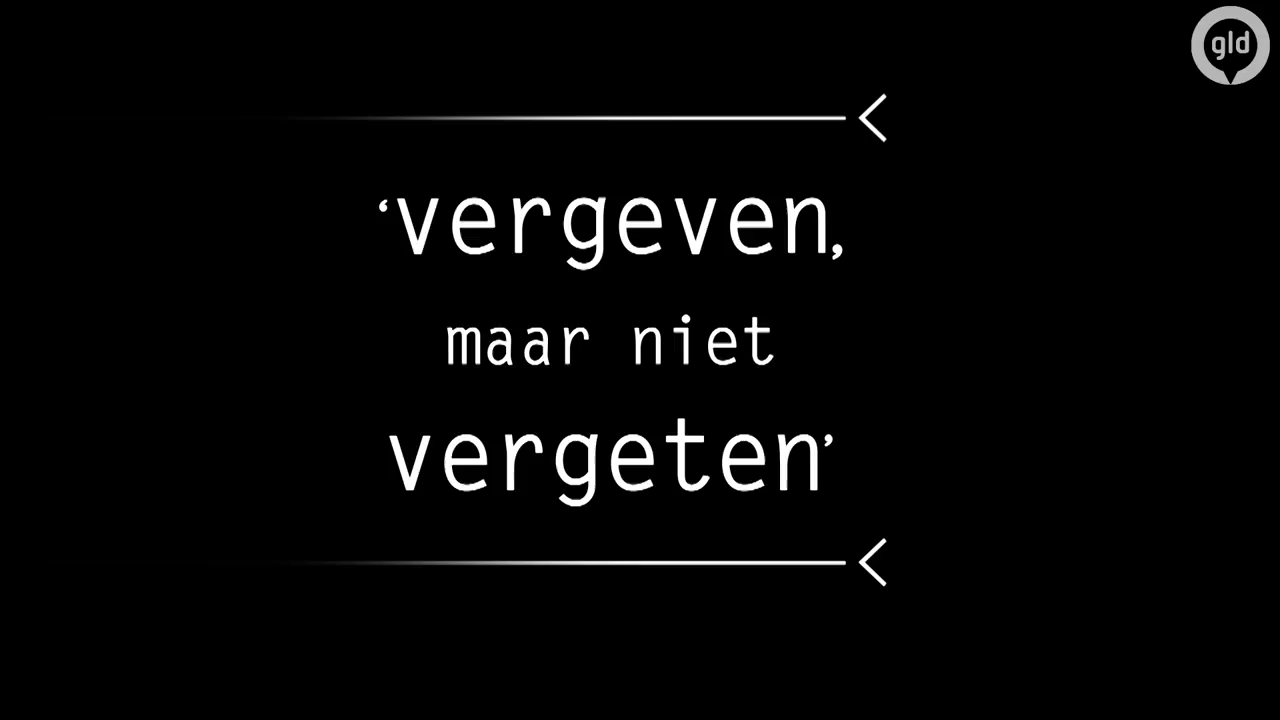 gld
‘vergeven,
maar niet
vergeten’